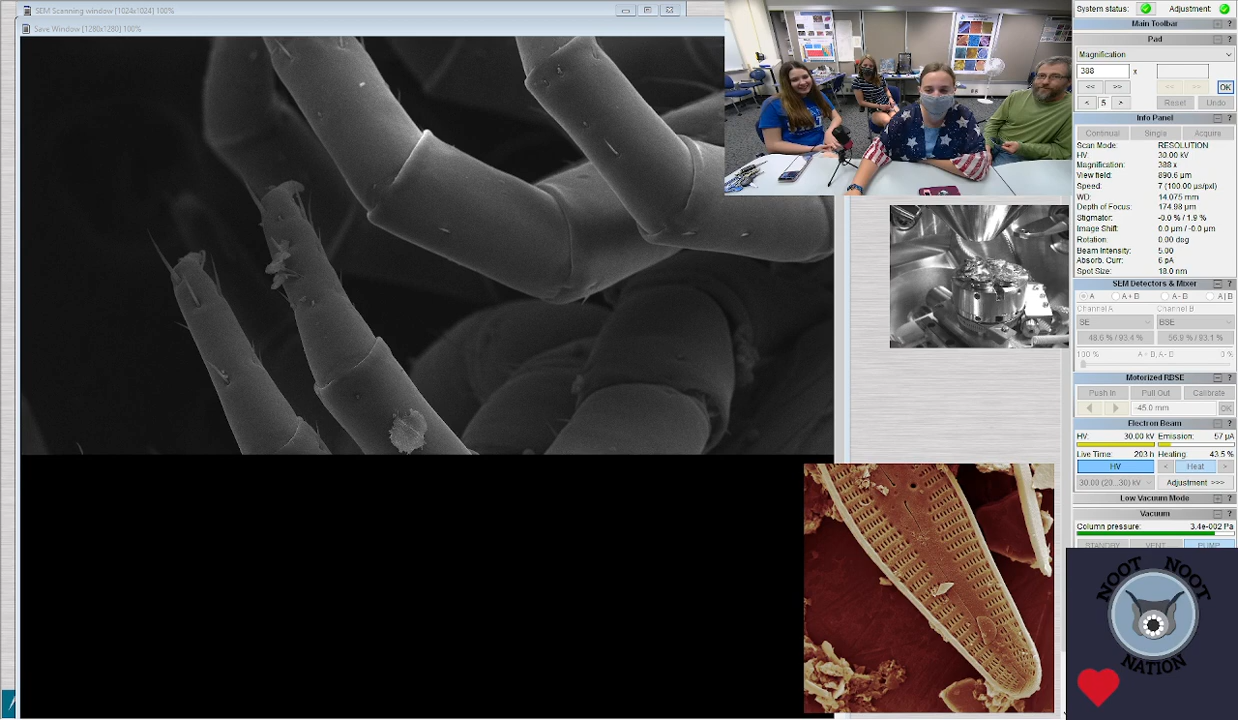 SEM Scanning window [1024x1024] 100%
Save Window [1280x1280] 100%
System status: Adjustment:
Main Toolbar
Pad
Magnification
388 x
<< >> << >> OK
< 5 > Reset Undo
Info Panel
Continual Single Acquire
Scan Mode: RESOLUTION
HV 30.00 kV
Magnification: 388 x
View field: 890.6 µm
Speed: 7 (100.00 µs/pxl)
WD: 14.075 mm
Depth of Focus: 174.98 µm
Stigmator: -0.0 % / 1.9 %
Image Shift: 0.0 µm / -0.0 µm
Rotation: 0.00 deg
Beam Intensity: 5.00
Absorb. Curr: 6 pA
Spot Size: 18.0 nm
SEM Detectors & Mixer
A A + B A - B A | B
Channel A Channel B
SE BSE
48.6 % / 93.4 % 56.9 % / 93.1 %
100 % A + B, A - B 0 %
Motorized RBSE
Push In Pull Out Calibrate
-45.0 mm OK
Electron Beam
HV: 30.00 kV Emission: 57 µA
Live Time: 203 h Heating: 43.5 %
HV < Heat >
30.00 (20...30) kV Adjustment >>>
Low Vacuum Mode
Vacuum
Column pressure: 3.4e-002 Pa
STANDBY VENT PUMP
NOOT NOOT
NATION